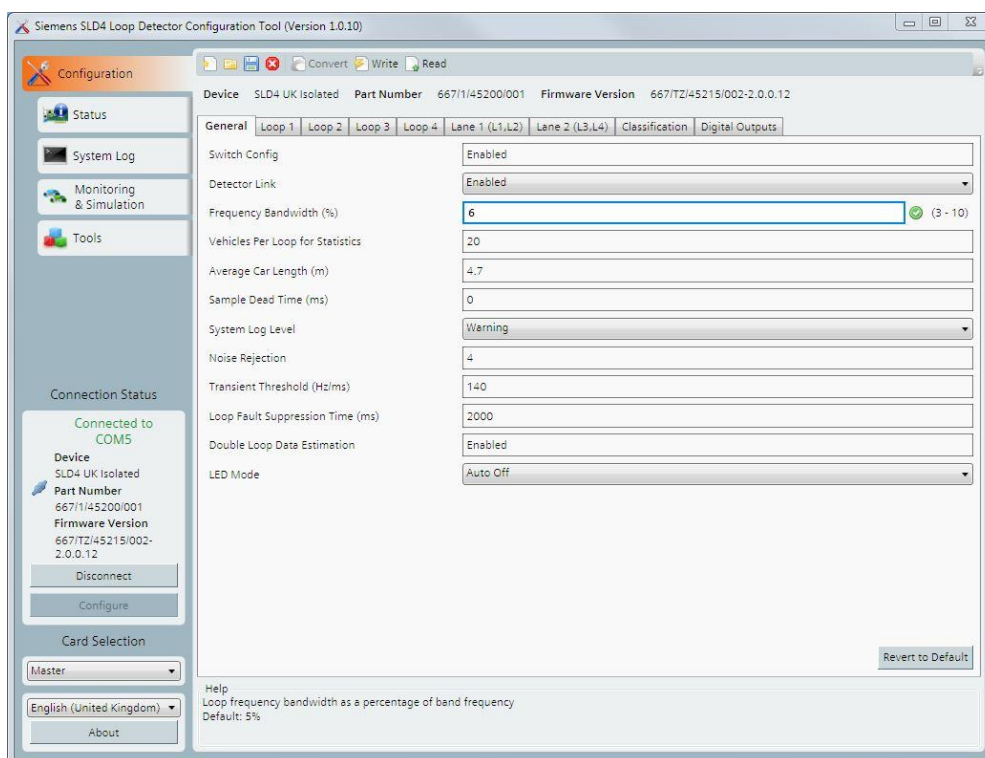 Siemens SLD4 Loop Detector Configuration Tool (Version 1.0.10)
Configuration
Status
System Log
Monitoring
& Simulation
Tools
Connection Status
Connected to
COM5
Device
SLD4 UK Isolated
Part Number
667/1/45200/001
Firmware Version
667/TZ/45215/002-
2.0.0.12
Disconnect
Configure
Card Selection
Master
English (United Kingdom)
About
Convert Write Read
Device SLD4 UK Isolated Part Number 667/1/45200/001 Firmware Version 667/TZ/45215/002-2.0.0.12
General Loop 1 Loop 2 Loop 3 Loop 4 Lane 1 (L1,L2) Lane 2 (L3,L4) Classification Digital Outputs
Switch Config Enabled
Detector Link Enabled
Frequency Bandwidth (%) 6 (3 - 10)
Vehicles Per Loop for Statistics 20
Average Car Length (m) 4.7
Sample Dead Time (ms) 0
System Log Level Warning
Noise Rejection 4
Transient Threshold (Hz/ms) 140
Loop Fault Suppression Time (ms) 2000
Double Loop Data Estimation Enabled
LED Mode Auto Off
Revert to Default
Help
Loop frequency bandwidth as a percentage of band frequency
Default: 5%